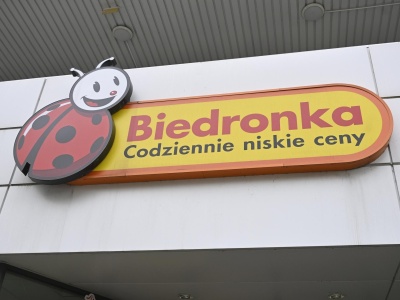 Biedronka
Codziennie niskie ceny